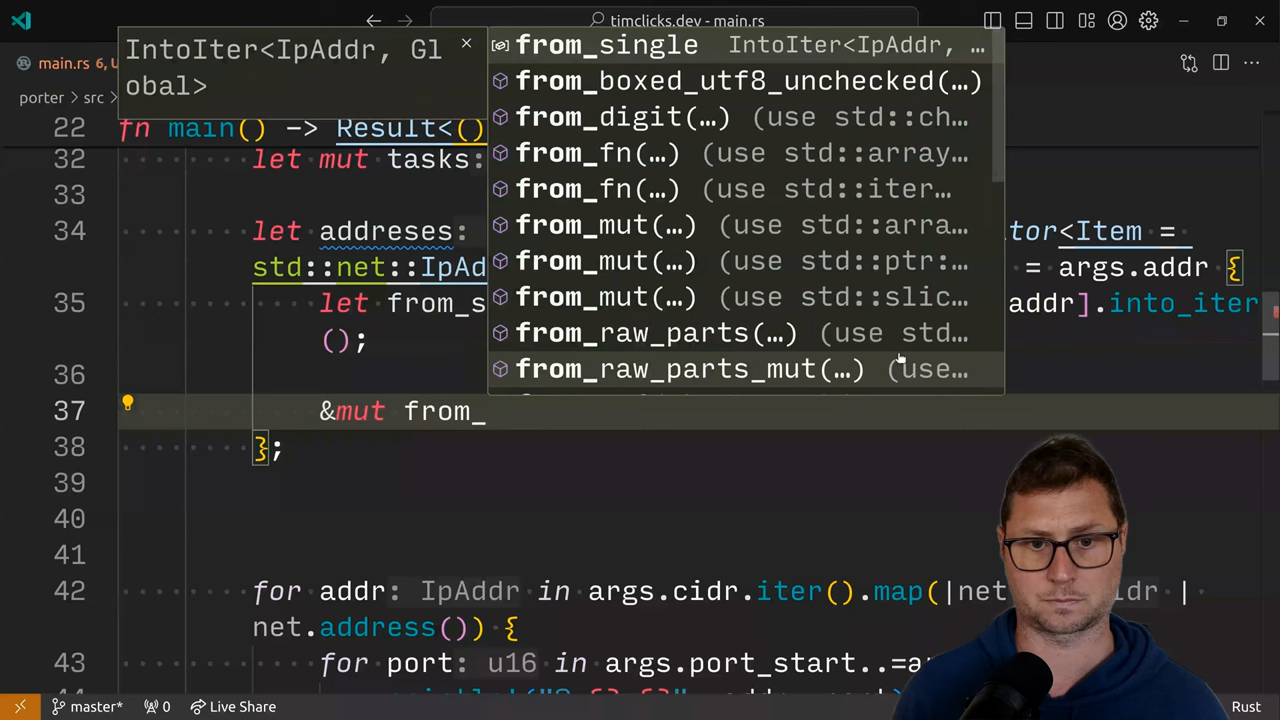 timclicks.dev - main.rs
main.rs 6, U
porter > src >
IntoIter<IpAddr, Gl
obal>
from_single IntoIter<IpAddr, …
from_boxed_utf8_unchecked(…)
from_digit(…) (use std::ch…
from_fn(…) (use std::array…
from_fn(…) (use std::iter…
from_mut(…) (use std::arra…
from_mut(…) (use std::ptr:…
from_mut(…) (use std::slic…
from_raw_parts(…) (use std…
from_raw_parts_mut(…) (use…
22 fn main() -> Result<()
32 let mut tasks:
33
34 let addreses: ator<Item =
std::net::IpAd = args.addr {
35 let from_s addr].into_iter
();
36
37 &mut from_
38 };
39
40
41
42 for addr: IpAddr in args.cidr.iter().map(|net idr |
net.address()) {
43 for port: u16 in args.port_start..=a
44
master* 0 Live Share Rust